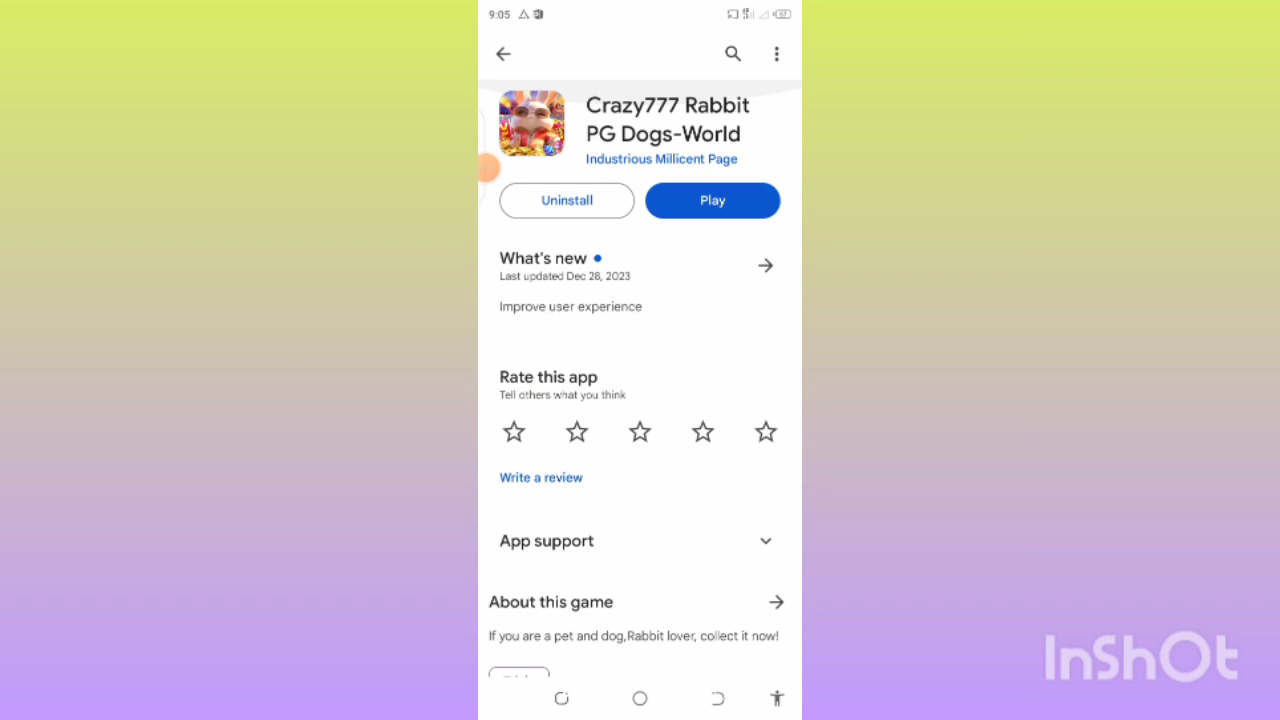 9:05
Crazy777 Rabbit
PG Dogs-World
Industrious Millicent Page
Uninstall
Play
What's new
Last updated Dec 28, 2023
Improve user experience
Rate this app
Tell others what you think
Write a review
App support
About this game
If you are a pet and dog,Rabbit lover, collect it now!
InShOt